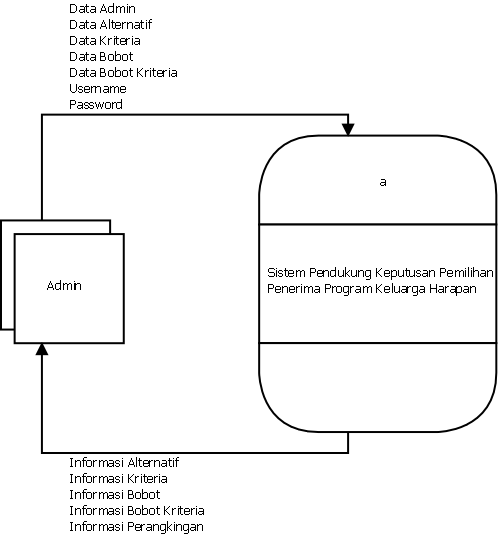 Data Admin
Data Alternatif
Data Kriteria
Data Bobot
Data Bobot Kriteria
Username
Password
a
Sistem Pendukung Keputusan Pemilihan
Penerima Program Keluarga Harapan
Admin
Informasi Alternatif
Informasi Kriteria
Informasi Bobot
Informasi Bobot Kriteria
Informasi Perangkingan